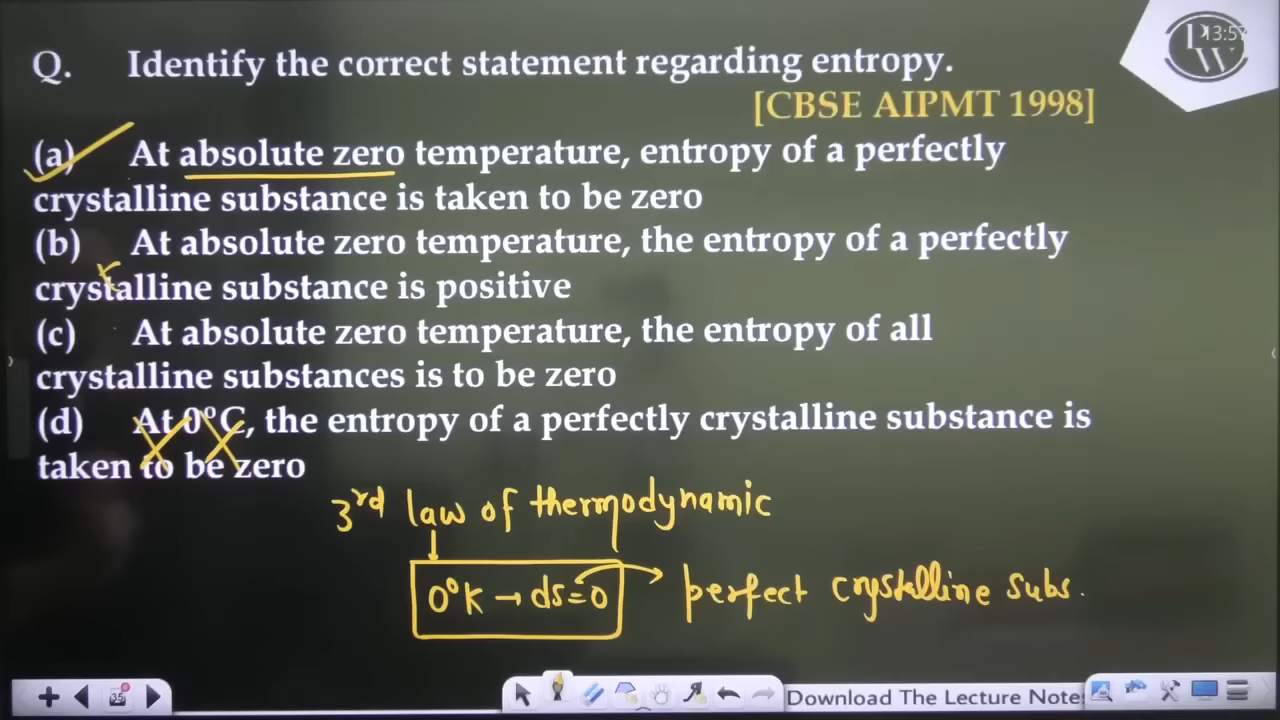 Q. Identify the correct statement regarding entropy.
[CBSE AIPMT 1998]
(a) At absolute zero temperature, entropy of a perfectly
crystalline substance is taken to be zero
(b) At absolute zero temperature, the entropy of a perfectly
crystalline substance is positive
(c) At absolute zero temperature, the entropy of all
crystalline substances is to be zero
(d) At 0°C, the entropy of a perfectly crystalline substance is
taken to be zero
3rd law of thermodynamic
0°K → ds=0 → perfect crystalline subs.
PW
35
Download The Lecture Note